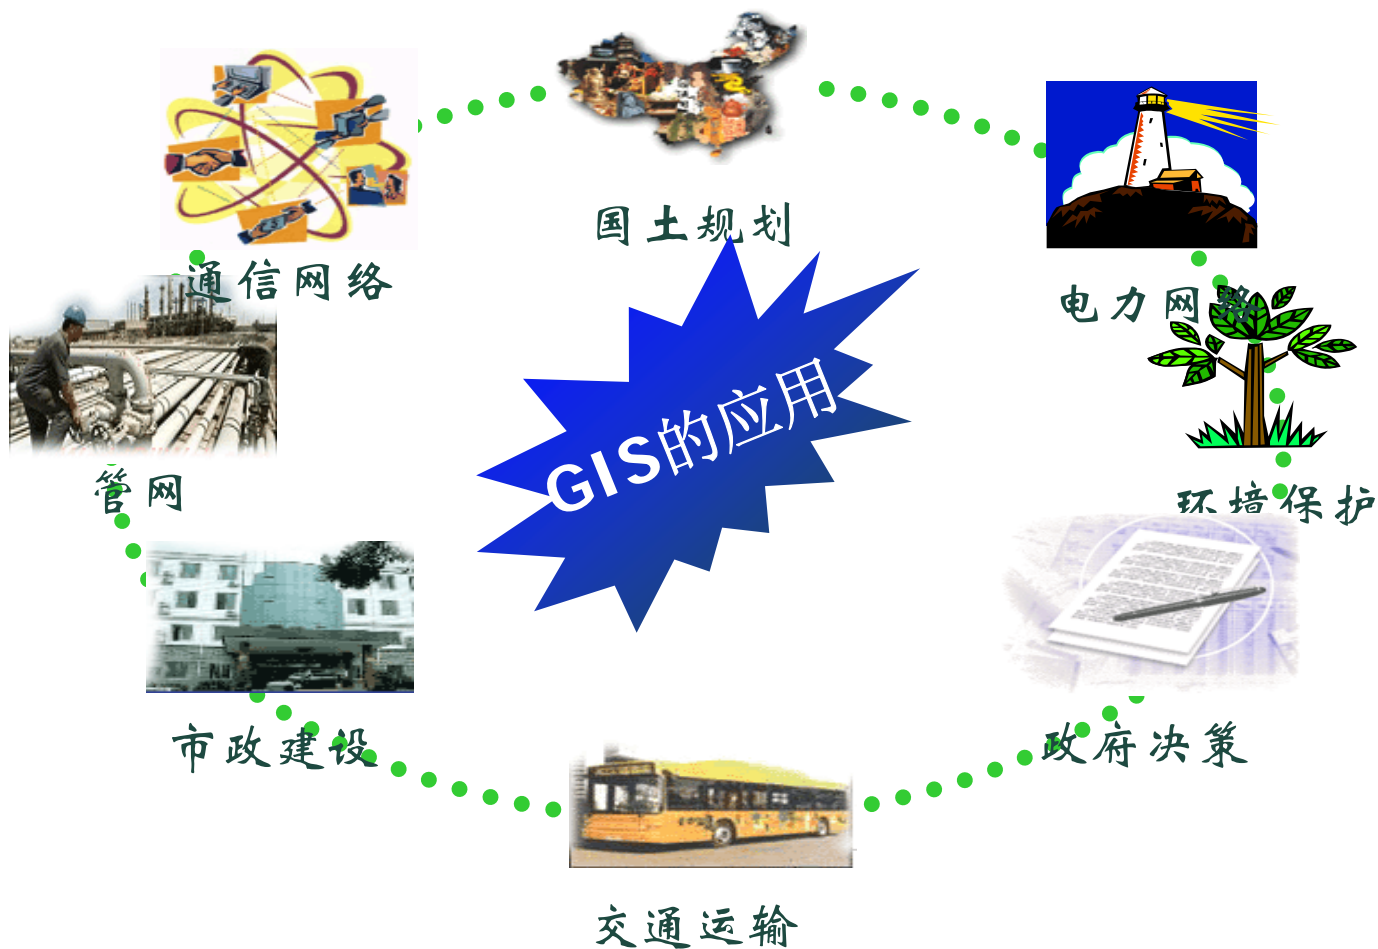 国土规划
通信网络
电力网络
GIS的应用
管网
环境保护
市政建设
政府决策
交通运输